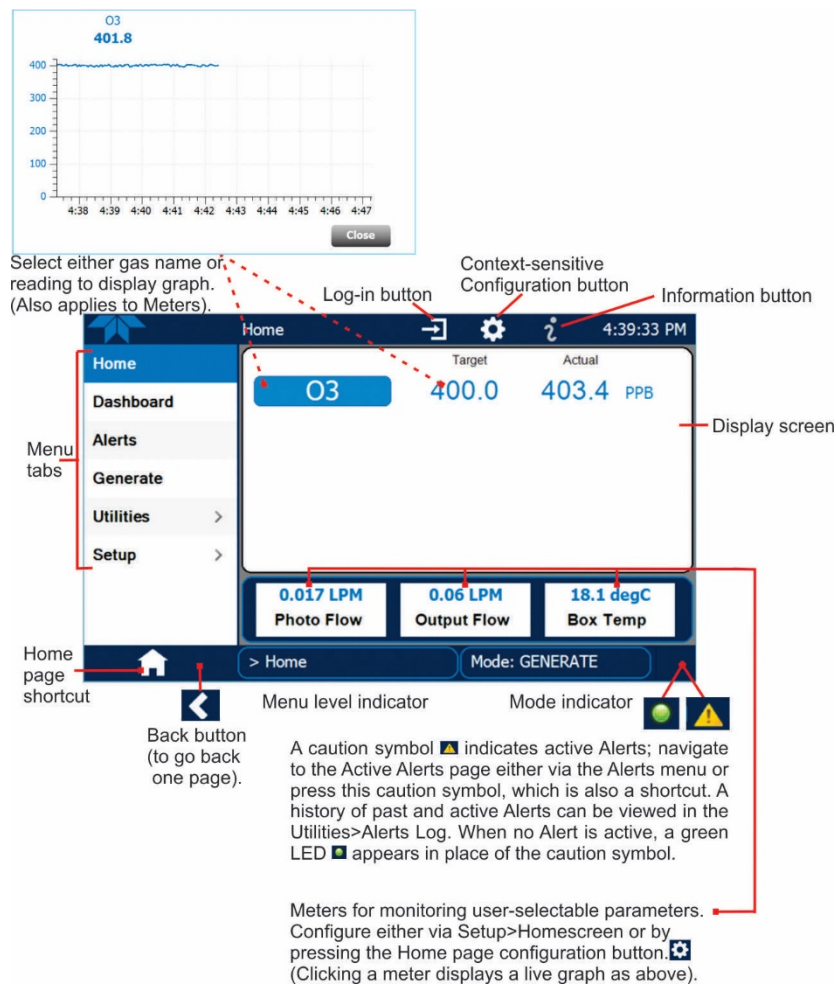 O3
401.8
400
300
200
100
0
4:38 4:39 4:40 4:41 4:42 4:43 4:44 4:45 4:46 4:47
Close
Select either gas name or
reading to display graph.
(Also applies to Meters).
Log-in button
Context-sensitive
Configuration button
Information button
Home
4:39:33 PM
Home
Dashboard
Alerts
Generate
Utilities >
Setup >
Menu
tabs
Target Actual
O3 400.0 403.4 PPB
Display screen
0.017 LPM
Photo Flow
0.06 LPM
Output Flow
18.1 degC
Box Temp
Home
page
shortcut
> Home
Mode: GENERATE
Back button
(to go back
one page).
Menu level indicator
Mode indicator
A caution symbol indicates active Alerts; navigate
to the Active Alerts page either via the Alerts menu or
press this caution symbol, which is also a shortcut. A
history of past and active Alerts can be viewed in the
Utilities>Alerts Log. When no Alert is active, a green
LED appears in place of the caution symbol.
Meters for monitoring user-selectable parameters.
Configure either via Setup>Homescreen or by
pressing the Home page configuration button.
(Clicking a meter displays a live graph as above).